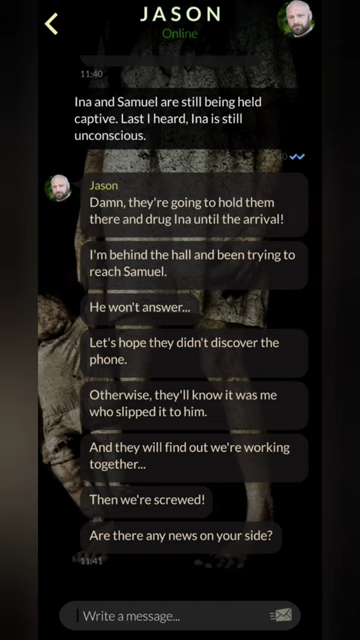 JASON
Online
11:40
Ina and Samuel are still being held
captive. Last I heard, Ina is still
unconscious.
Jason
Damn, they're going to hold them
there and drug Ina until the arrival!
I'm behind the hall and been trying to
reach Samuel.
He won't answer...
Let's hope they didn't discover the
phone.
Otherwise, they'll know it was me
who slipped it to him.
And they will find out we're working
together...
Then we're screwed!
Are there any news on your side?
11:41
Write a message...